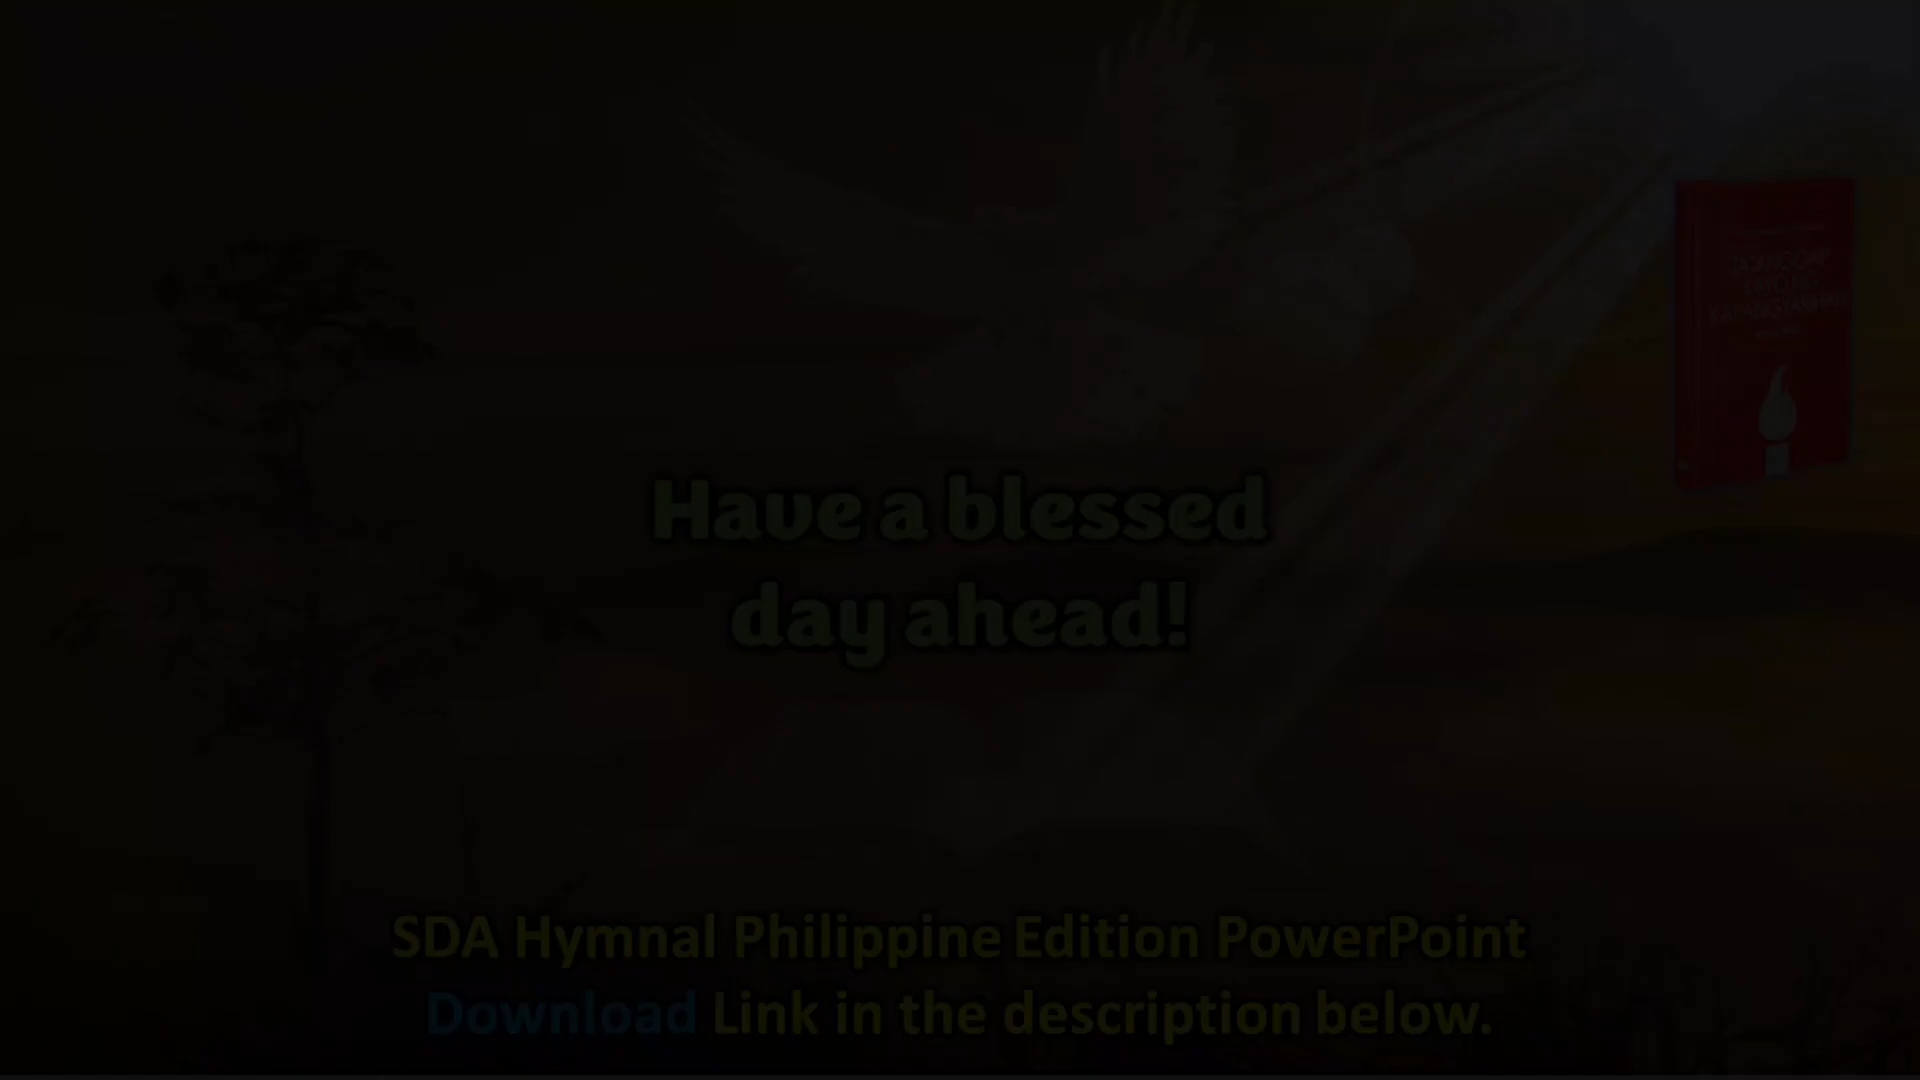 Have a blessed
day ahead!
SDA Hymnal Philippine Edition PowerPoint
Download Link in the description below.